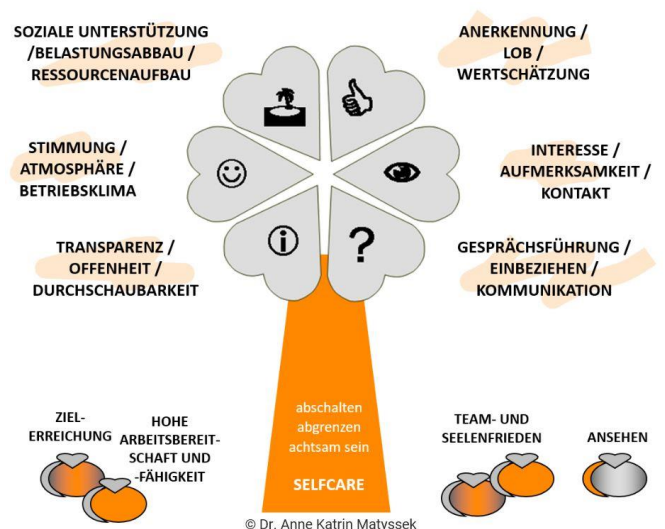 SOZIALE UNTERSTÜTZUNG
/BELASTUNGSABBAU /
RESSOURCENAUFBAU
ANERKENNUNG /
LOB /
WERTSCHÄTZUNG
STIMMUNG /
ATMOSPHÄRE /
BETRIEBSKLIMA
INTERESSE /
AUFMERKSAMKEIT /
KONTAKT
TRANSPARENZ /
OFFENHEIT /
DURCHSCHAUBARKEIT
i
?
GESPRÄCHSFÜHRUNG /
EINBEZIEHEN /
KOMMUNIKATION
ZIEL-
ERREICHUNG
HOHE
ARBEITSBEREIT-
SCHAFT UND
-FÄHIGKEIT
abschalten
abgrenzen
achtsam sein
SELFCARE
TEAM- UND
SEELENFRIEDEN
ANSEHEN
© Dr. Anne Katrin Matyssek